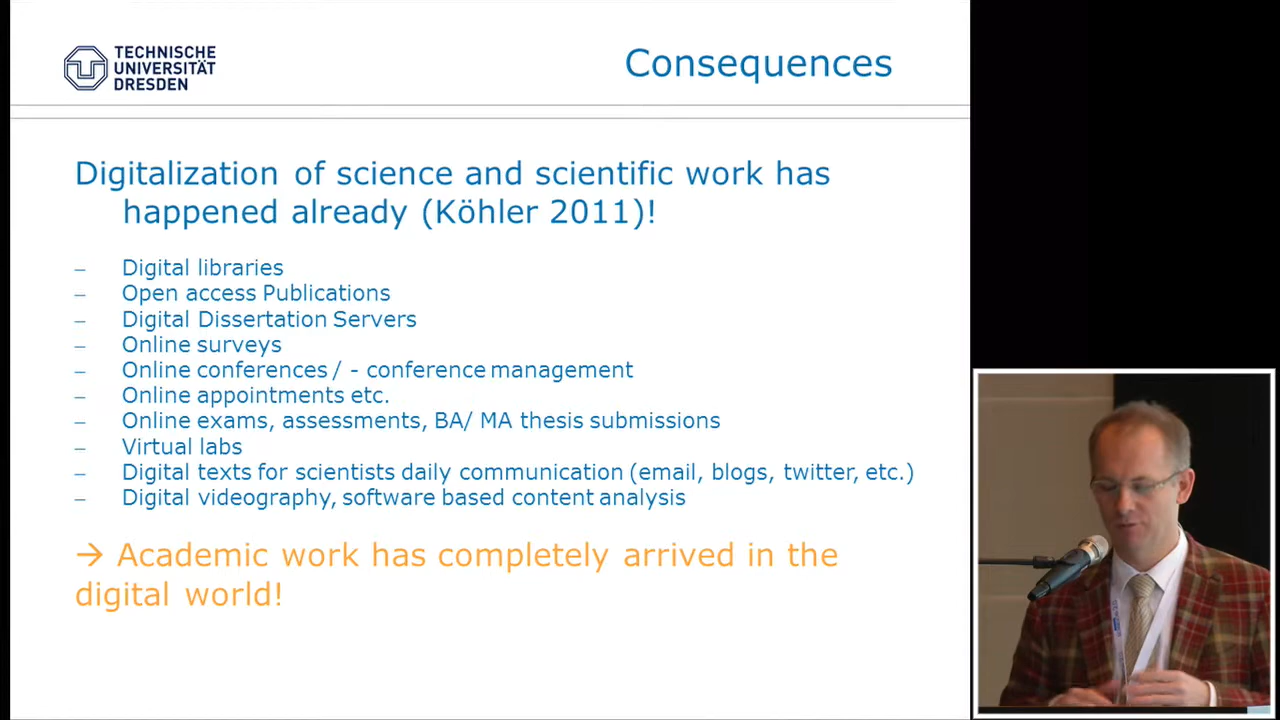 TECHNISCHE
UNIVERSITÄT
DRESDEN
Consequences
Digitalization of science and scientific work has
happened already (Köhler 2011)!
– Digital libraries
– Open access Publications
– Digital Dissertation Servers
– Online surveys
– Online conferences / - conference management
– Online appointments etc.
– Online exams, assessments, BA/ MA thesis submissions
– Virtual labs
– Digital texts for scientists daily communication (email, blogs, twitter, etc.)
– Digital videography, software based content analysis
→ Academic work has completely arrived in the
digital world!